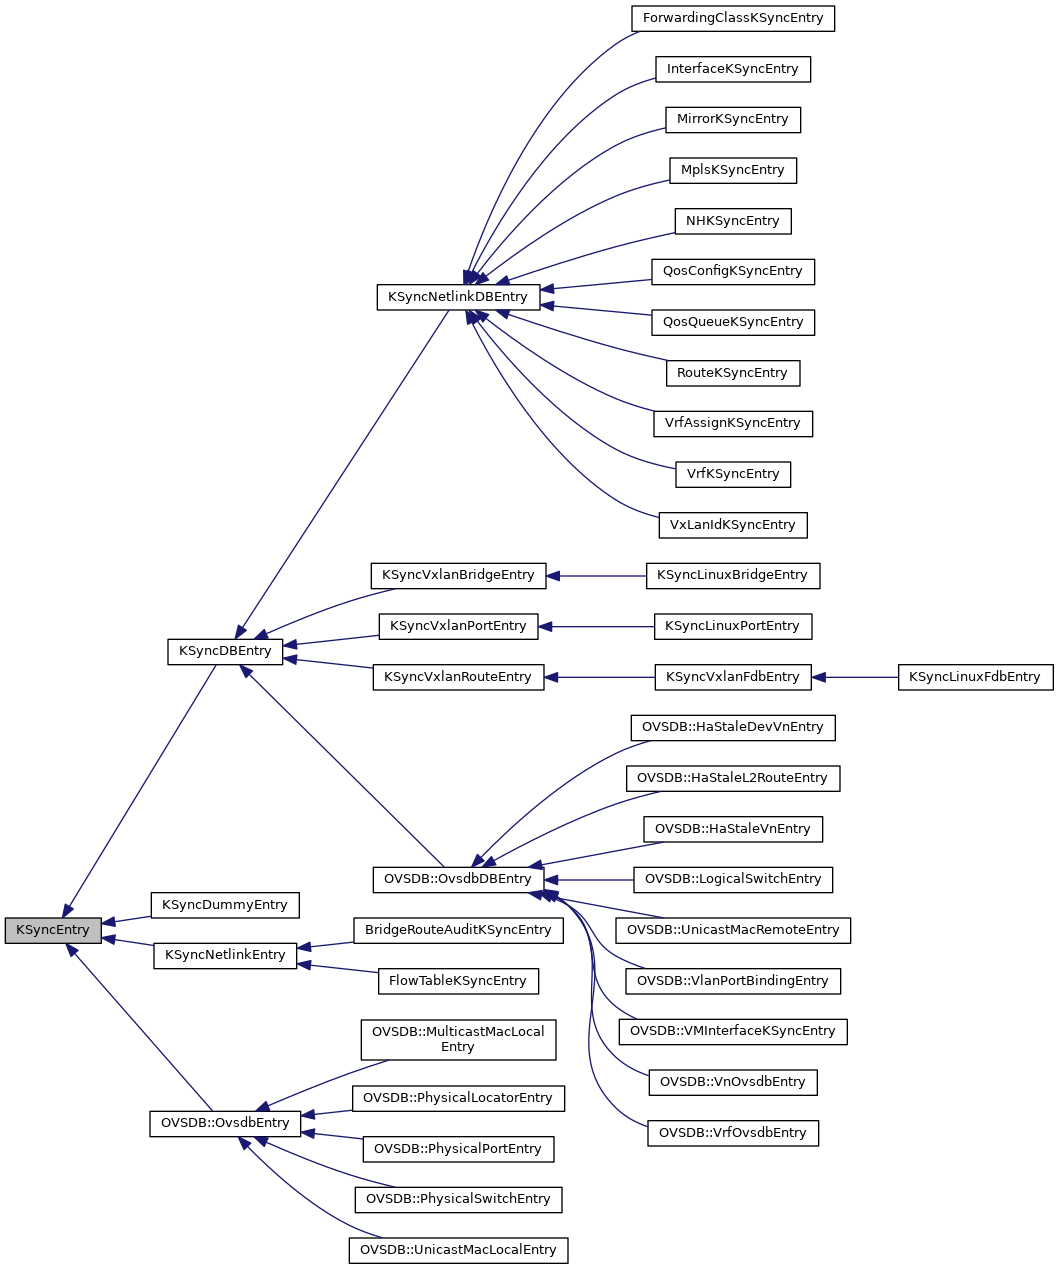 ForwardingClassKSyncEntry
InterfaceKSyncEntry
MirrorKSyncEntry
MplsKSyncEntry
NHKSyncEntry
QosConfigKSyncEntry
KSyncNetlinkDBEntry
QosQueueKSyncEntry
RouteKSyncEntry
VrfAssignKSyncEntry
VrfKSyncEntry
VxLanIdKSyncEntry
KSyncVxlanBridgeEntry
KSyncLinuxBridgeEntry
KSyncVxlanPortEntry
KSyncLinuxPortEntry
KSyncDBEntry
KSyncVxlanRouteEntry
KSyncVxlanFdbEntry
KSyncLinuxFdbEntry
OVSDB::HaStaleDevVnEntry
OVSDB::HaStaleL2RouteEntry
OVSDB::HaStaleVnEntry
OVSDB::OvsdbDBEntry
OVSDB::LogicalSwitchEntry
KSyncDummyEntry
KSyncEntry
BridgeRouteAuditKSyncEntry
OVSDB::UnicastMacRemoteEntry
KSyncNetlinkEntry
FlowTableKSyncEntry
OVSDB::VlanPortBindingEntry
OVSDB::MulticastMacLocal
Entry
OVSDB::VMInterfaceKSyncEntry
OVSDB::VnOvsdbEntry
OVSDB::PhysicalLocatorEntry
OVSDB::OvsdbEntry
OVSDB::VrfOvsdbEntry
OVSDB::PhysicalPortEntry
OVSDB::PhysicalSwitchEntry
OVSDB::UnicastMacLocalEntry